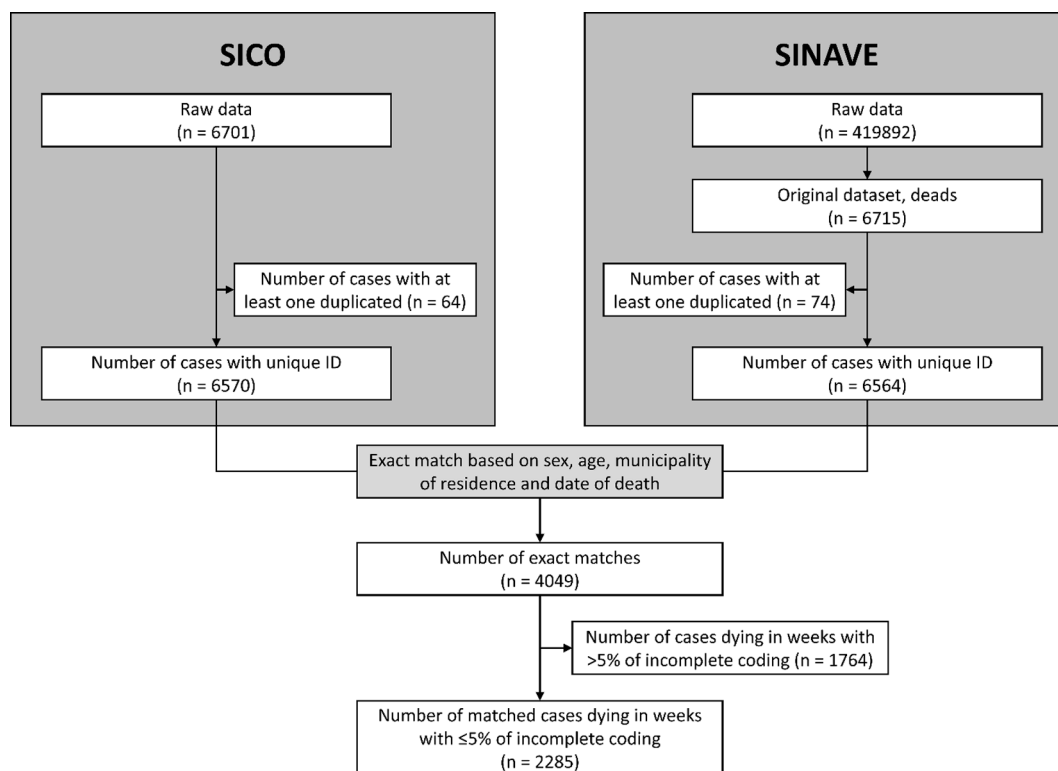 SICO
Raw data
(n = 6701)
Number of cases with at
least one duplicated (n = 64)
Number of cases with unique ID
(n = 6570)
SINAVE
Raw data
(n = 419892)
Original dataset, deads
(n = 6715)
Number of cases with at
least one duplicated (n = 74)
Number of cases with unique ID
(n = 6564)
Exact match based on sex, age, municipality
of residence and date of death
Number of exact matches
(n = 4049)
Number of cases dying in weeks with
>5% of incomplete coding (n = 1764)
Number of matched cases dying in weeks
with ≤5% of incomplete coding
(n = 2285)